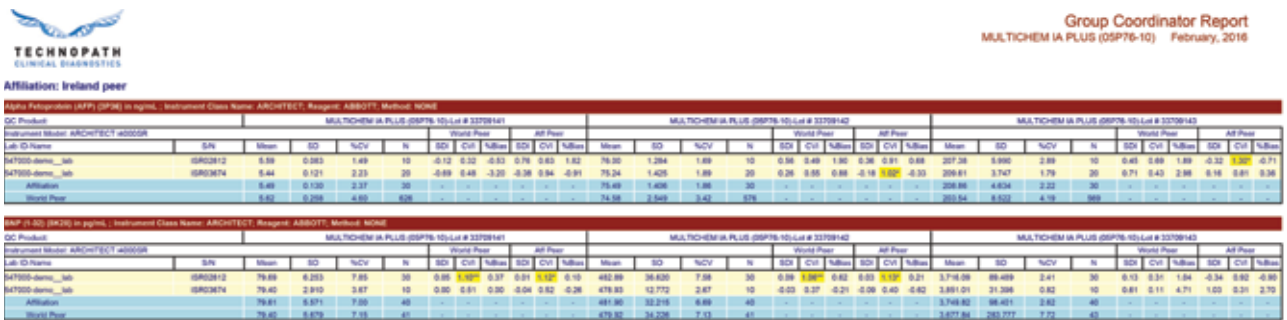 Group Coordinator Report
MULTICHEM IA PLUS (05P76-10) February, 2016
TECHNOPATH
CLINICAL DIAGNOSTICS
Affiliation: Ireland peer
Alpha Fetoprotein (AFP) (3P36) in ng/mL ; Instrument Class Name: ARCHITECT; Reagent: ABBOTT; Method: NONE
QC Product: MULTICHEM IA PLUS (05P76-10)-Lot # 33709141 MULTICHEM IA PLUS (05P76-10)-Lot # 33709142 MULTICHEM IA PLUS (05P76-10)-Lot # 33709143
Instrument Model: ARCHITECT i4000SR World Peer Aff Peer World Peer Aff Peer World Peer Aff Peer
Lab ID-Name S/N Mean SD %CV N SDI CVI %Bias SDI CVI %Bias Mean SD %CV N SDI CVI %Bias SDI CVI %Bias Mean SD %CV N SDI CVI %Bias SDI CVI %Bias
547000-demo__lab ISR02812 5.59 0.083 1.49 10 -0.12 0.32 -0.53 0.76 0.63 1.82 76.00 1.284 1.69 10 0.56 0.49 1.90 0.36 0.91 0.68 207.38 5.990 2.89 10 0.45 0.69 1.89 -0.32 1.30* -0.71
547000-demo__lab ISR03674 5.44 0.121 2.23 20 -0.69 0.48 -3.20 -0.38 0.94 -0.91 75.24 1.425 1.89 20 0.26 0.55 0.88 -0.18 1.02* -0.33 209.61 3.747 1.79 20 0.71 0.43 2.98 0.16 0.81 0.36
Affiliation 5.49 0.130 2.37 30 - - - - - - 75.49 1.406 1.86 30 - - - - - - 208.86 4.634 2.22 30 - - - - - -
World Peer 5.62 0.258 4.60 626 - - - - - - 74.58 2.549 3.42 576 - - - - - - 203.54 8.522 4.19 569 - - - - - -
BNP (1-32) (8K28) in pg/mL ; Instrument Class Name: ARCHITECT; Reagent: ABBOTT; Method: NONE
QC Product: MULTICHEM IA PLUS (05P76-10)-Lot # 33709141 MULTICHEM IA PLUS (05P76-10)-Lot # 33709142 MULTICHEM IA PLUS (05P76-10)-Lot # 33709143
Instrument Model: ARCHITECT i4000SR World Peer Aff Peer World Peer Aff Peer World Peer Aff Peer
Lab ID-Name S/N Mean SD %CV N SDI CVI %Bias SDI CVI %Bias Mean SD %CV N SDI CVI %Bias SDI CVI %Bias Mean SD %CV N SDI CVI %Bias SDI CVI %Bias
547000-demo__lab ISR02812 79.69 6.253 7.85 30 0.05 1.10** 0.37 0.01 1.12* 0.10 482.89 36.620 7.58 30 0.09 1.06** 0.62 0.03 1.13* 0.21 3,716.09 89.489 2.41 30 0.13 0.31 1.04 -0.34 0.92 -0.90
547000-demo__lab ISR03674 79.40 2.910 3.67 10 0.00 0.51 0.00 -0.04 0.52 -0.26 478.93 12.772 2.67 10 -0.03 0.37 -0.21 -0.09 0.40 -0.62 3,851.01 31.398 0.82 10 0.61 0.11 4.71 1.03 0.31 2.70
Affiliation 79.61 5.571 7.00 40 - - - - - - 481.90 32.215 6.69 40 - - - - - - 3,749.82 98.401 2.62 40 - - - - - -
World Peer 79.40 5.679 7.15 41 - - - - - - 479.92 34.226 7.13 41 - - - - - - 3,677.84 283.777 7.72 43 - - - - - -